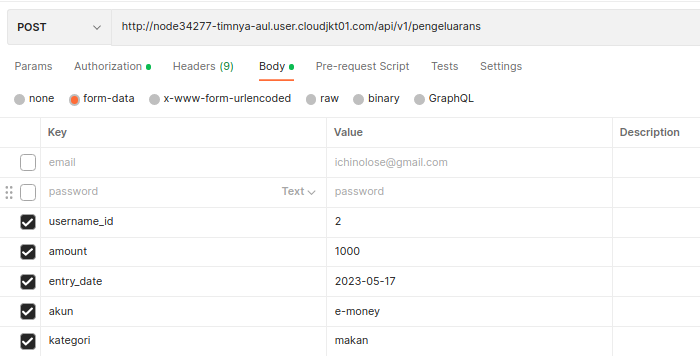 POST http://node34277-timnya-aul.user.cloudjkt01.com/api/v1/pengeluarans
Params Authorization Headers (9) Body Pre-request Script Tests Settings
none form-data x-www-form-urlencoded raw binary GraphQL
Key Value Description
email ichinolose@gmail.com
password Text password
username_id 2
amount 1000
entry_date 2023-05-17
akun e-money
kategori makan